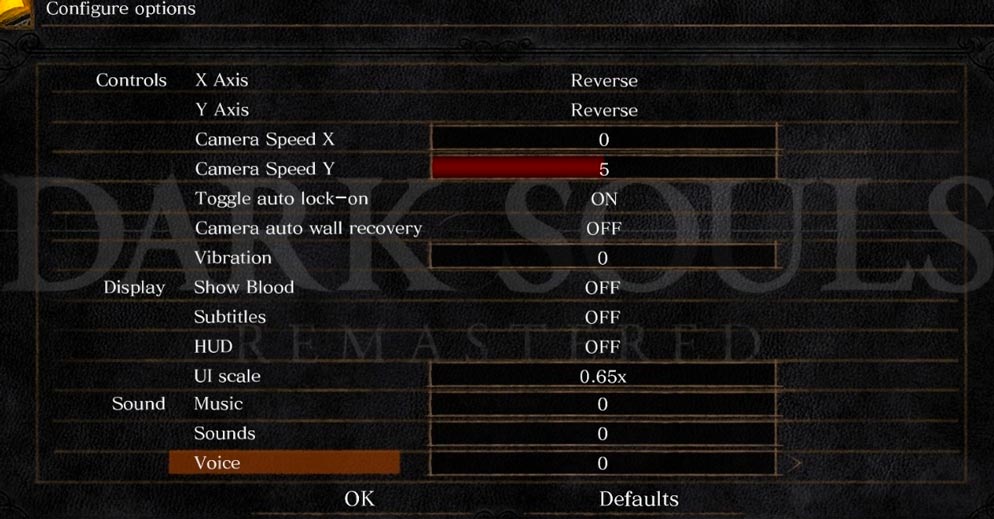 Configure options
Controls X Axis Reverse
Y Axis Reverse
Camera Speed X 0
Camera Speed Y 5
Toggle auto lock-on ON
Camera auto wall recovery OFF
Vibration 0
Display Show Blood OFF
Subtitles OFF
HUD OFF
UI scale 0.65x
Sound Music 0
Sounds 0
Voice 0 >
OK Defaults
DARK SOULS
REMASTERED